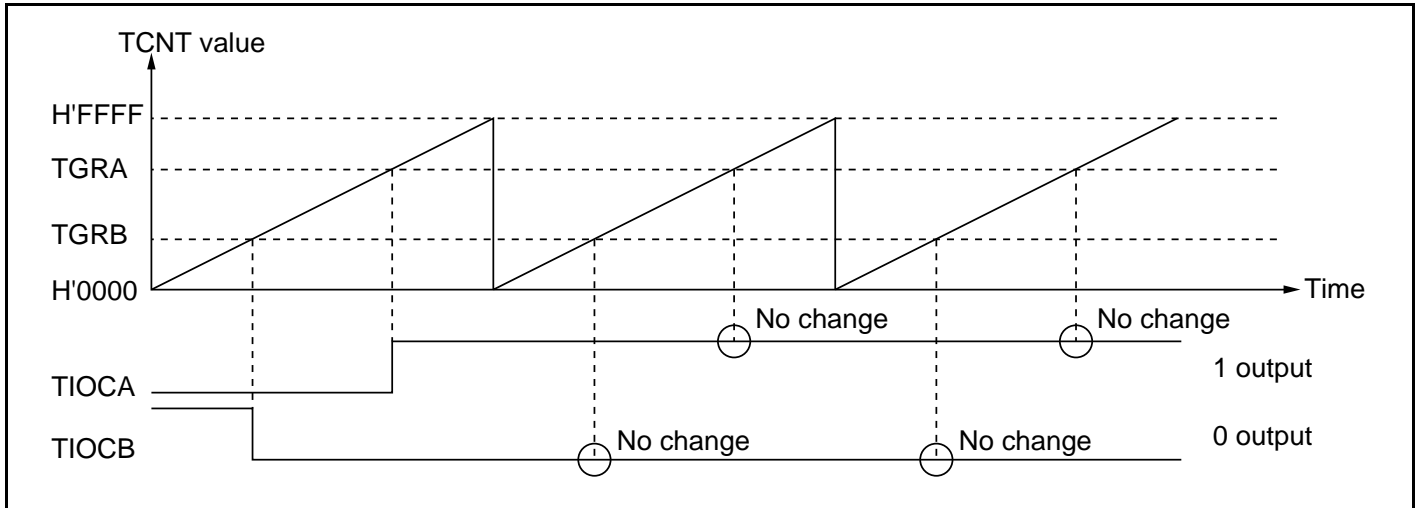 TCNT value
H'FFFF
TGRA
TGRB
H'0000
Time
No change
No change
TIOCA
1 output
No change
No change
TIOCB
0 output